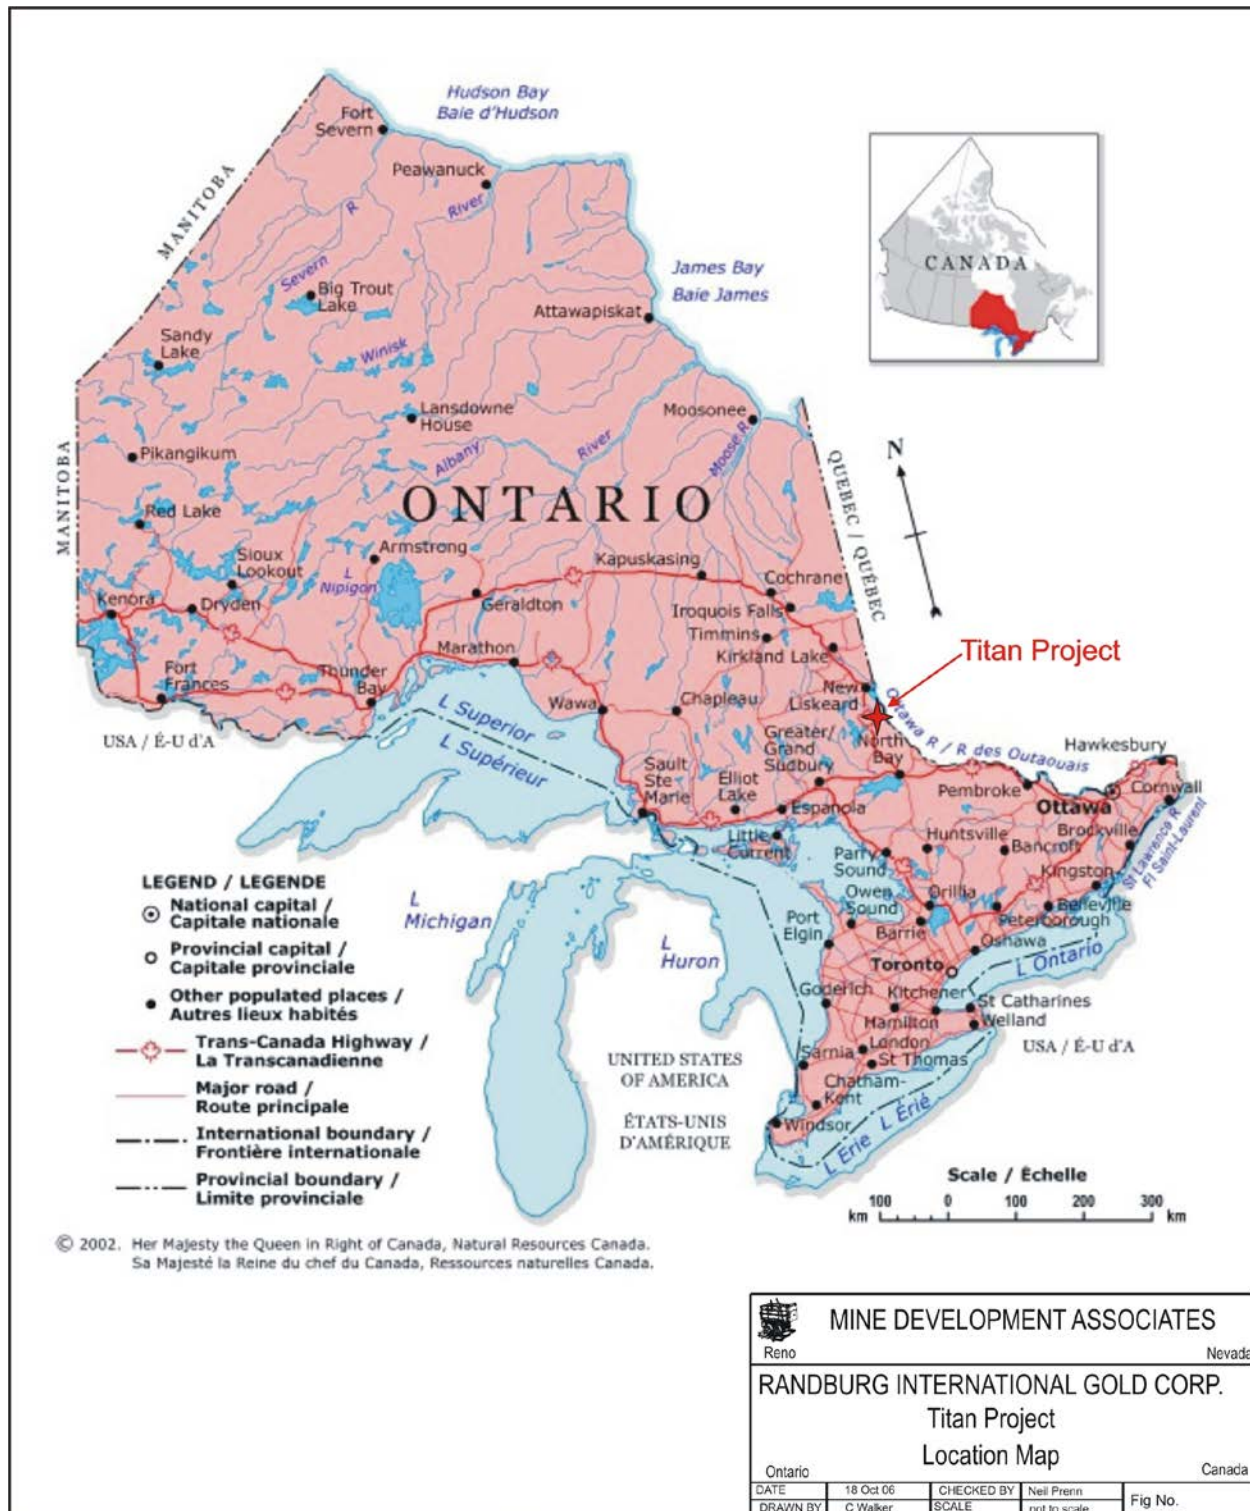 Hudson Bay
Baie d'Hudson
Fort
Severn
Peawanuck
River
R
Severn
MANITOBA
Big Trout
Lake
James Bay
Baie James
CANADA
Attawapiskat
Sandy
Lake
Winisk
Lansdowne
House
Moosonee
Moose R
Albany
River
Pikangikum
MANITOBA
QUEBEC / QUÉBEC
N
ONTARIO
Red Lake
Armstrong
Sioux
Lookout
L
Nipigon
Kapuskasing
Cochrane
Geraldton
Iroquois Falls
Kenora
Dryden
Timmins
Kirkland Lake
Titan Project
Marathon
Thunder
Bay
Fort
Frances
New
Liskeard
Wawa
Chapleau
L Superior
L Supérieur
Ottawa R / R des Outaouais
USA / É-U d'A
Greater/
Grand
Sudbury
North
Bay
Hawkesbury
Sault
Ste
Marie
Elliot
Lake
Espanola
Pembroke
Ottawa
Cornwall
Little
Current
Huntsville
Bancroft
Brockville
St Lawrence R
Fl Saint-Laurent
Parry
Sound
Kingston
Owen
Sound
Orillia
Belleville
Peterborough
L
Michigan
Port
Elgin
Barrie
Oshawa
L
Huron
Toronto
L Ontario
Goderich
Kitchener
St Catharines
Hamilton
Welland
London
Sarnia
St Thomas
USA / É-U d'A
UNITED STATES
OF AMERICA
ÉTATS-UNIS
D'AMÉRIQUE
Chatham-
Kent
Windsor
L Erie L Érié
LEGEND / LEGENDE
National capital /
Capitale nationale
Provincial capital /
Capitale provinciale
Other populated places /
Autres lieux habités
Trans-Canada Highway /
La Transcanadienne
Major road /
Route principale
International boundary /
Frontière internationale
Provincial boundary /
Limite provinciale
Scale / Échelle
100 0 100 200 300
km km
© 2002. Her Majesty the Queen in Right of Canada, Natural Resources Canada.
Sa Majesté la Reine du chef du Canada, Ressources naturelles Canada.
MINE DEVELOPMENT ASSOCIATES
Reno Nevada
RANDBURG INTERNATIONAL GOLD CORP.
Titan Project
Location Map
Ontario Canada
DATE 18 Oct 06 CHECKED BY Neil Prenn Fig No.
DRAWN BY C Walker SCALE not to scale